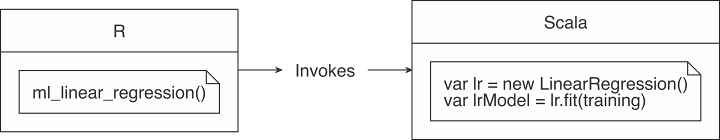 R
ml_linear_regression()
Invokes
Scala
var lr = new LinearRegression()
var lrModel = lr.fit(training)